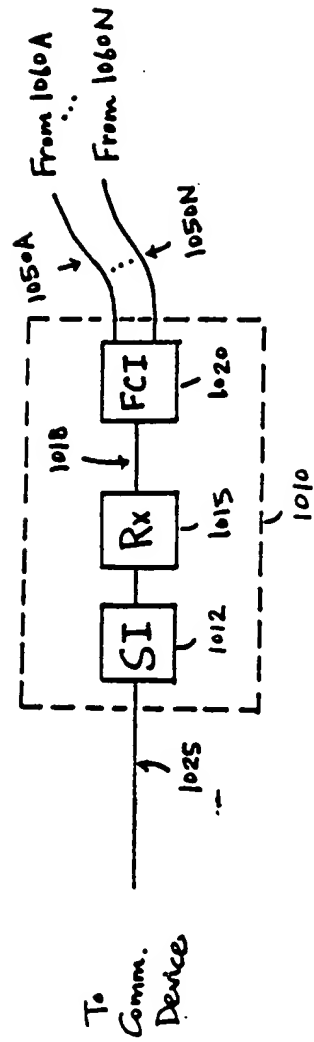 To
Comm.
Device
1025
SI
1012
Rx
1015
1018
FCI
1020
1010
1050A
1050N
From 1060A
...
From 1060N